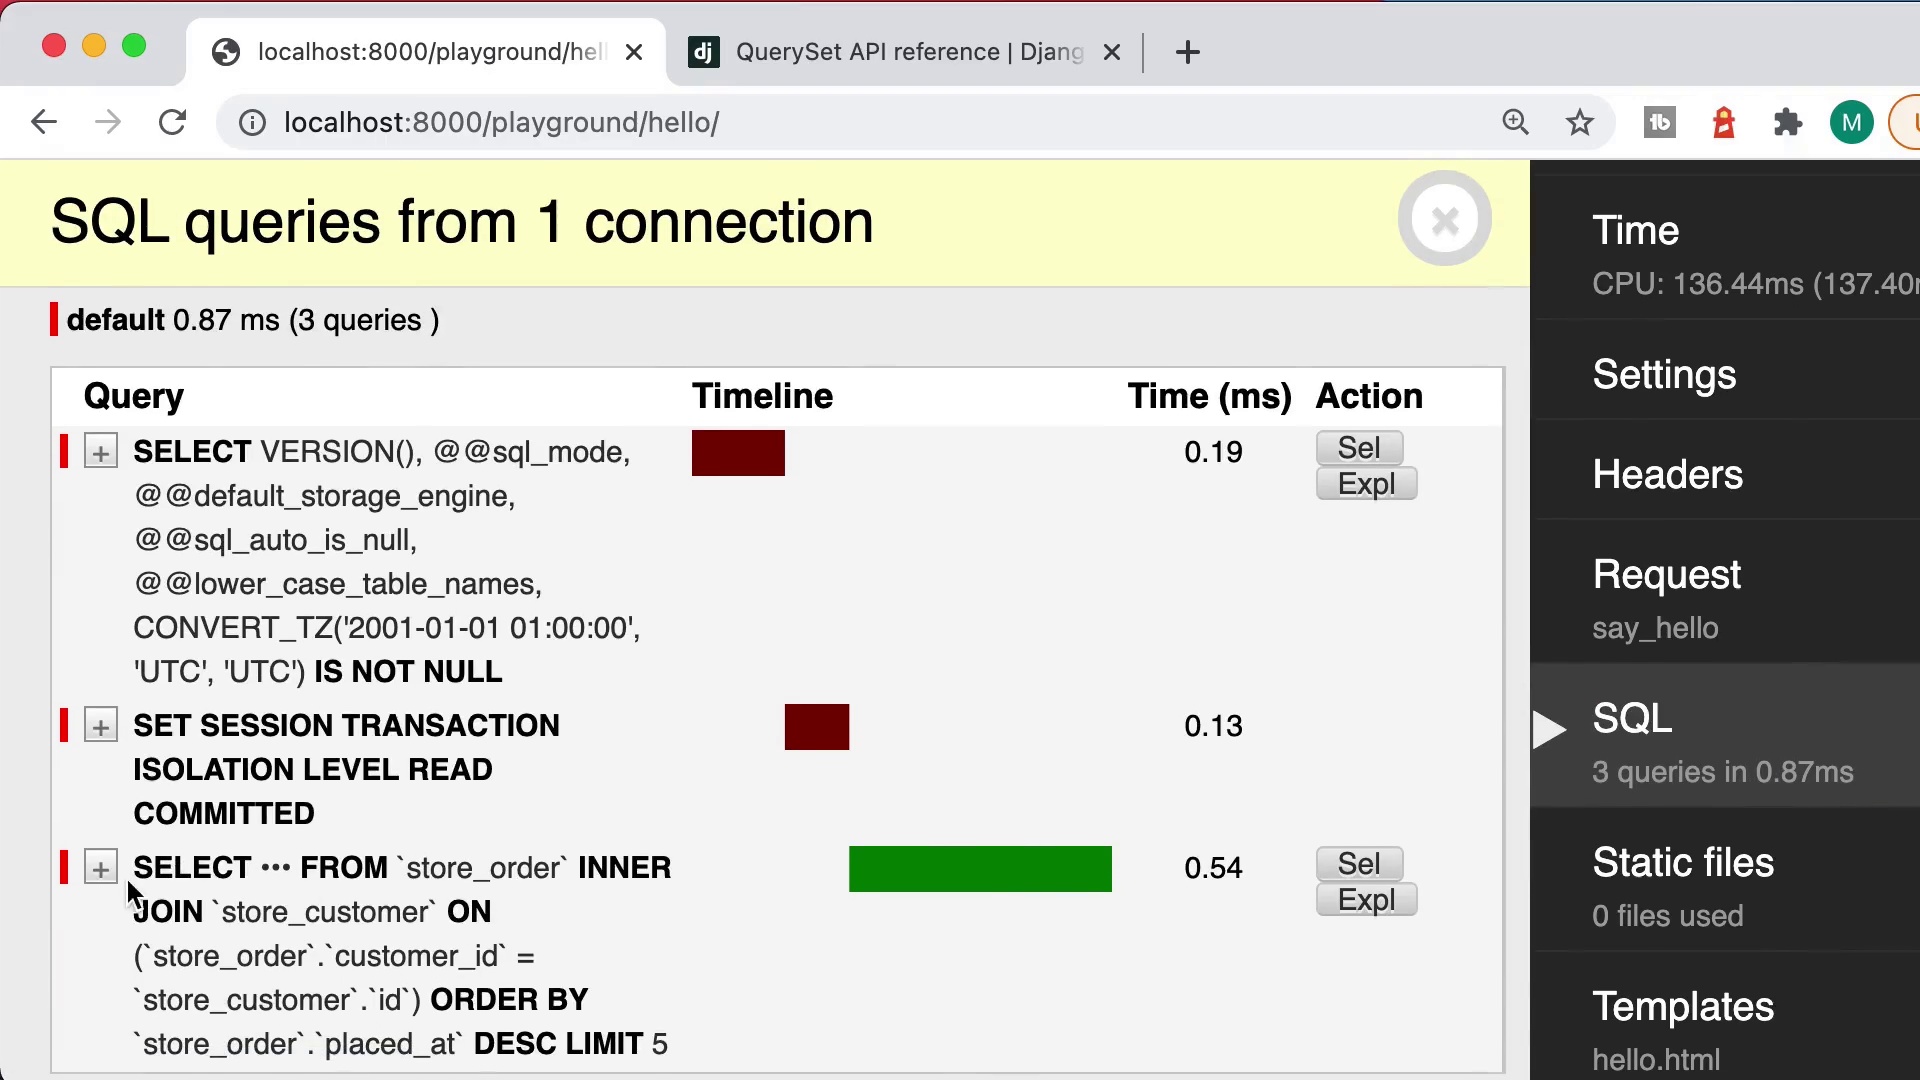 localhost:8000/playground/hel
QuerySet API reference | Djang
localhost:8000/playground/hello/
M
SQL queries from 1 connection
default 0.87 ms (3 queries )
Query Timeline Time (ms) Action
+ SELECT VERSION(), @@sql_mode, 0.19 Sel
@@default_storage_engine, Expl
@@sql_auto_is_null,
@@lower_case_table_names,
CONVERT_TZ('2001-01-01 01:00:00',
'UTC', 'UTC') IS NOT NULL
+ SET SESSION TRANSACTION 0.13
ISOLATION LEVEL READ
COMMITTED
+ SELECT ••• FROM `store_order` INNER 0.54 Sel
JOIN `store_customer` ON Expl
(`store_order`.`customer_id` =
`store_customer`.`id`) ORDER BY
`store_order`.`placed_at` DESC LIMIT 5
Time
CPU: 136.44ms (137.40
Settings
Headers
Request
say_hello
SQL
3 queries in 0.87ms
Static files
0 files used
Templates
hello.html